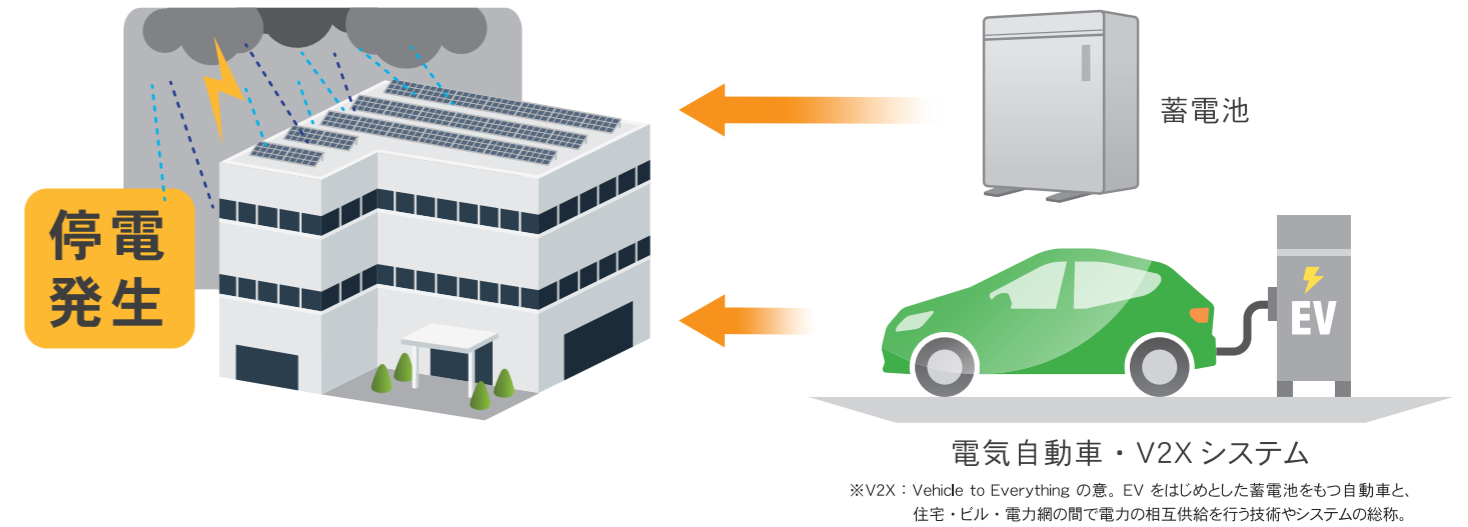 停電
発生
蓄電池
EV
電気自動車・V2X システム
※V2X：Vehicle to Everything の意。EV をはじめとした蓄電池をもつ自動車と、
住宅・ビル・電力網の間で電力の相互供給を行う技術やシステムの総称。